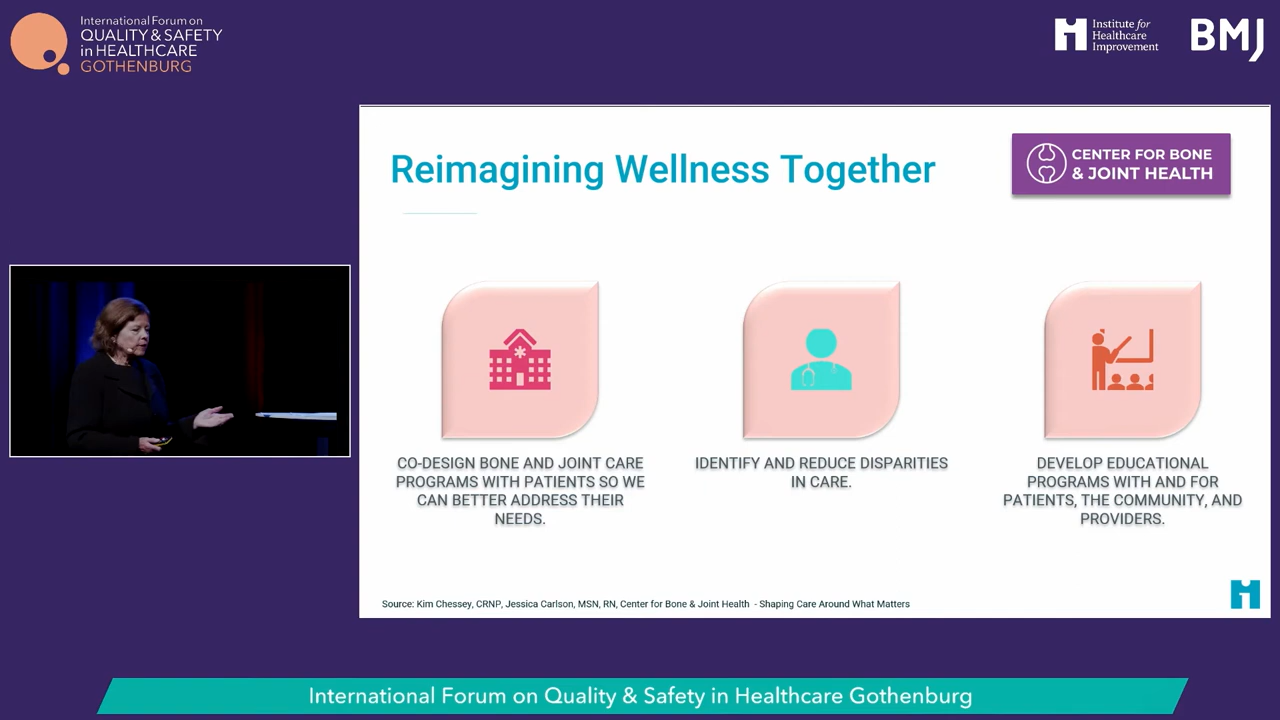 International Forum on
QUALITY & SAFETY
in HEALTHCARE
GOTHENBURG
Institute for
Healthcare
Improvement
BMJ
Reimagining Wellness Together
CENTER FOR BONE
& JOINT HEALTH
CO-DESIGN BONE AND JOINT CARE
PROGRAMS WITH PATIENTS SO WE
CAN BETTER ADDRESS THEIR
NEEDS.
IDENTIFY AND REDUCE DISPARITIES
IN CARE.
DEVELOP EDUCATIONAL
PROGRAMS WITH AND FOR
PATIENTS, THE COMMUNITY, AND
PROVIDERS.
Source: Kim Chessey, CRNP, Jessica Carlson, MSN, RN, Center for Bone & Joint Health - Shaping Care Around What Matters
International Forum on Quality & Safety in Healthcare Gothenburg